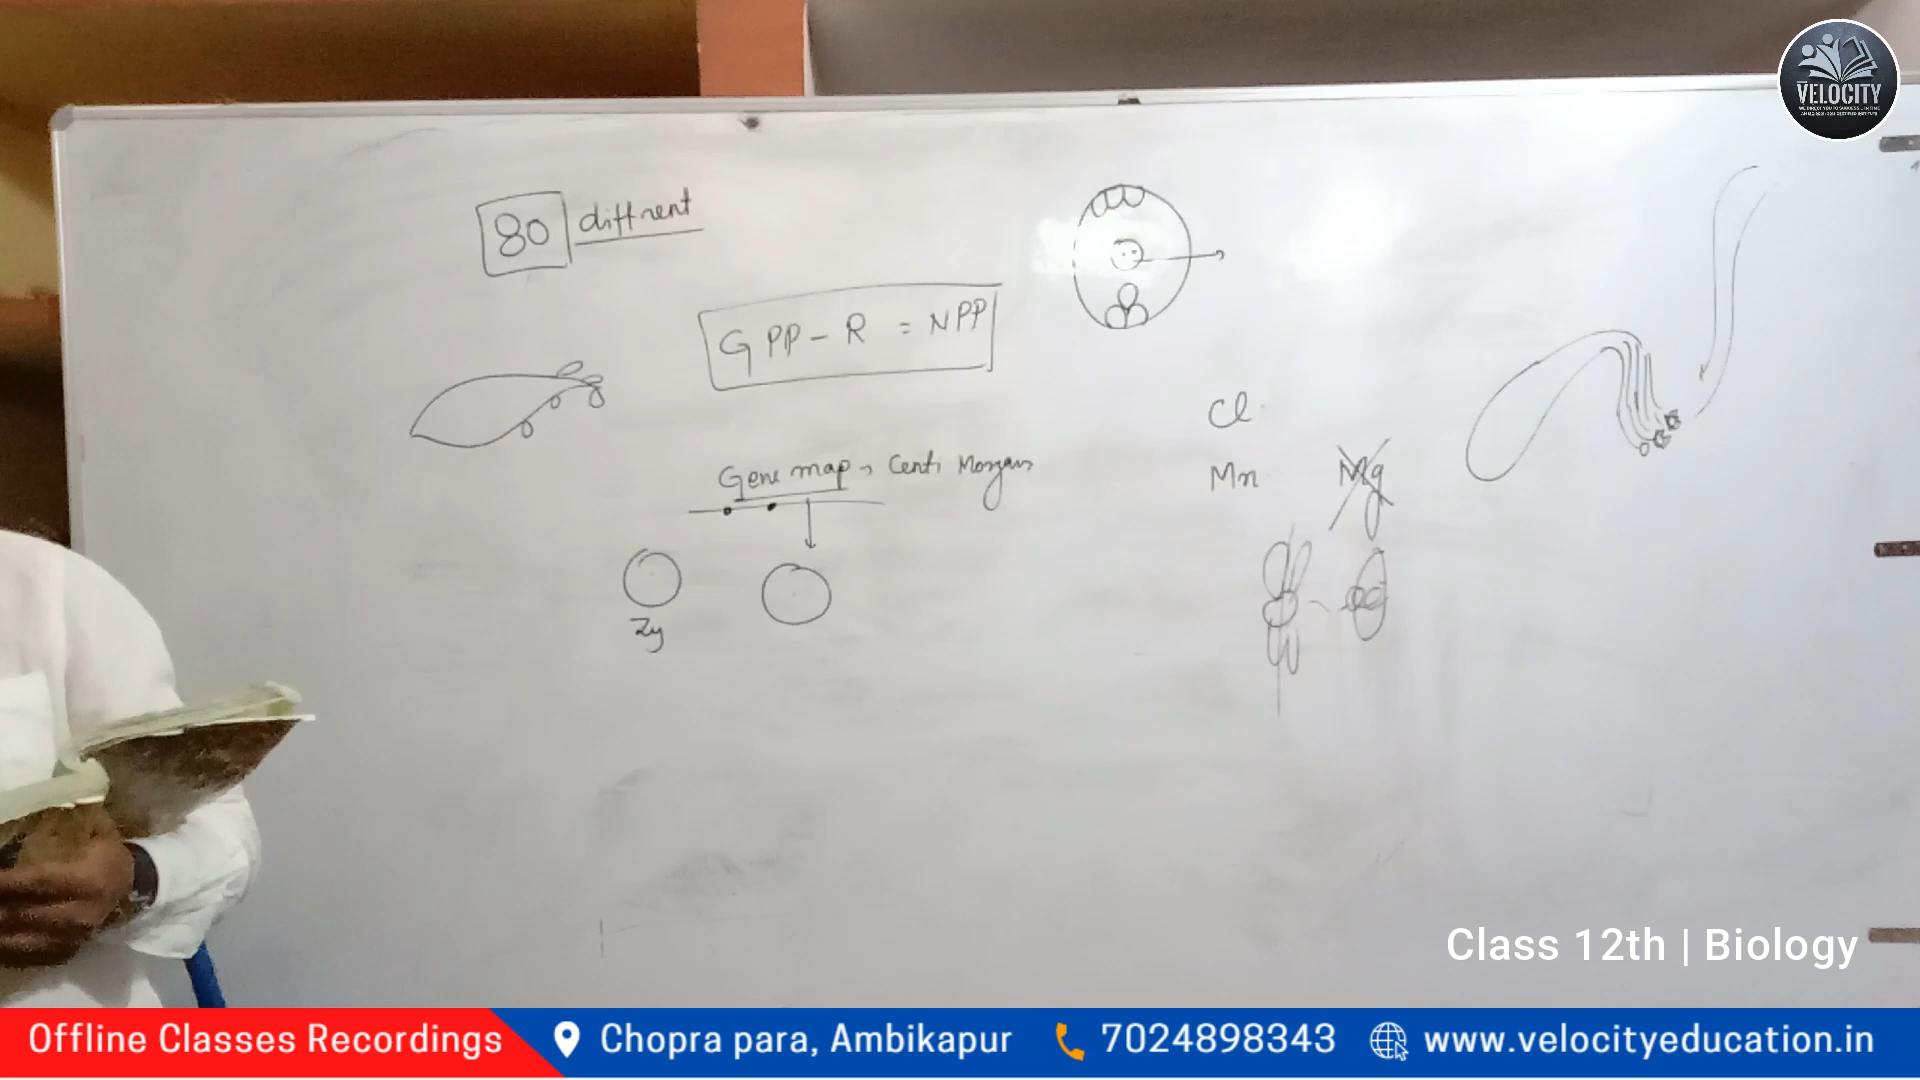 VELOCITY
80 diffrent
GPP - R = NPP
Cl
Gene map → Centi Morgan
Mn Mg
Zy
Class 12th | Biology
Offline Classes Recordings
Chopra para, Ambikapur
7024898343
www.velocityeducation.in